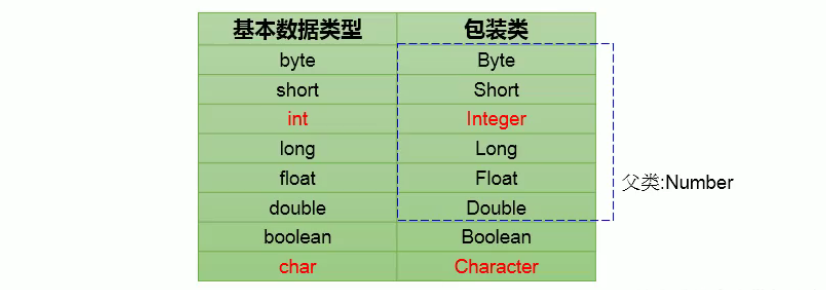 基本数据类型 包装类
byte Byte
short Short
int Integer
long Long
float Float
父类:Number
double Double
boolean Boolean
char Character